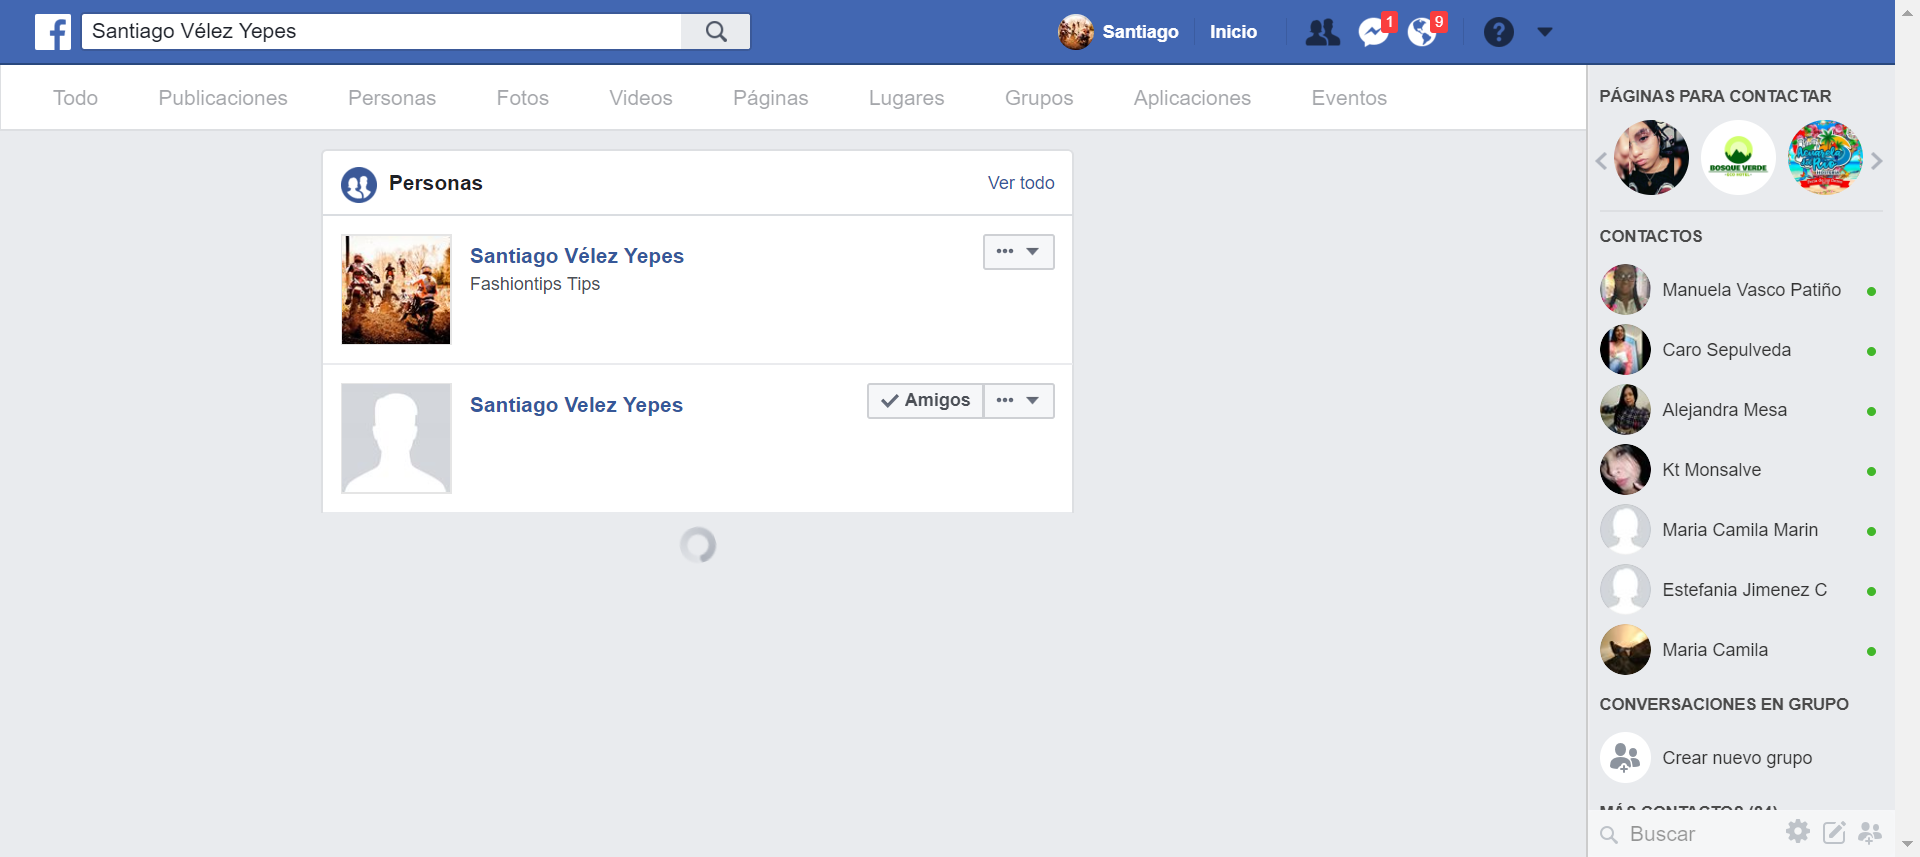 Santiago Vélez Yepes
Santiago
Inicio
1
9
Todo
Publicaciones
Personas
Fotos
Videos
Páginas
Lugares
Grupos
Aplicaciones
Eventos
Personas
Ver todo
Santiago Vélez Yepes
Fashiontips Tips
Santiago Velez Yepes
Amigos
PÁGINAS PARA CONTACTAR
BOSQUE VERDE
CONTACTOS
Manuela Vasco Patiño
Caro Sepulveda
Alejandra Mesa
Kt Monsalve
Maria Camila Marin
Estefania Jimenez C
Maria Camila
CONVERSACIONES EN GRUPO
Crear nuevo grupo
MÁS CONTACTOS (84)
Buscar